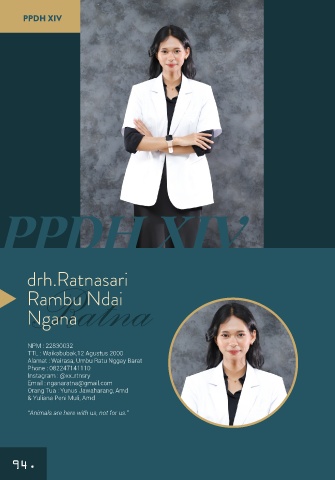 PPDH XIV
PPDH XIV
drh.Ratnasari
Rambu Ndai
Ngana
Ratna
NPM : 22830032
TTL : Waikabubak,12 Agustus 2000
Alamat : Wairasa, Umbu Ratu Nggay Barat
Phone : 082247141110
Instagram : @xx_rtnsry
Email : nganaratna@gmail.com
Orang Tua : Yunus Jawaharang, Amd
& Yuliana Peni Muli, Amd
"Animals are here with us, not for us."
94.